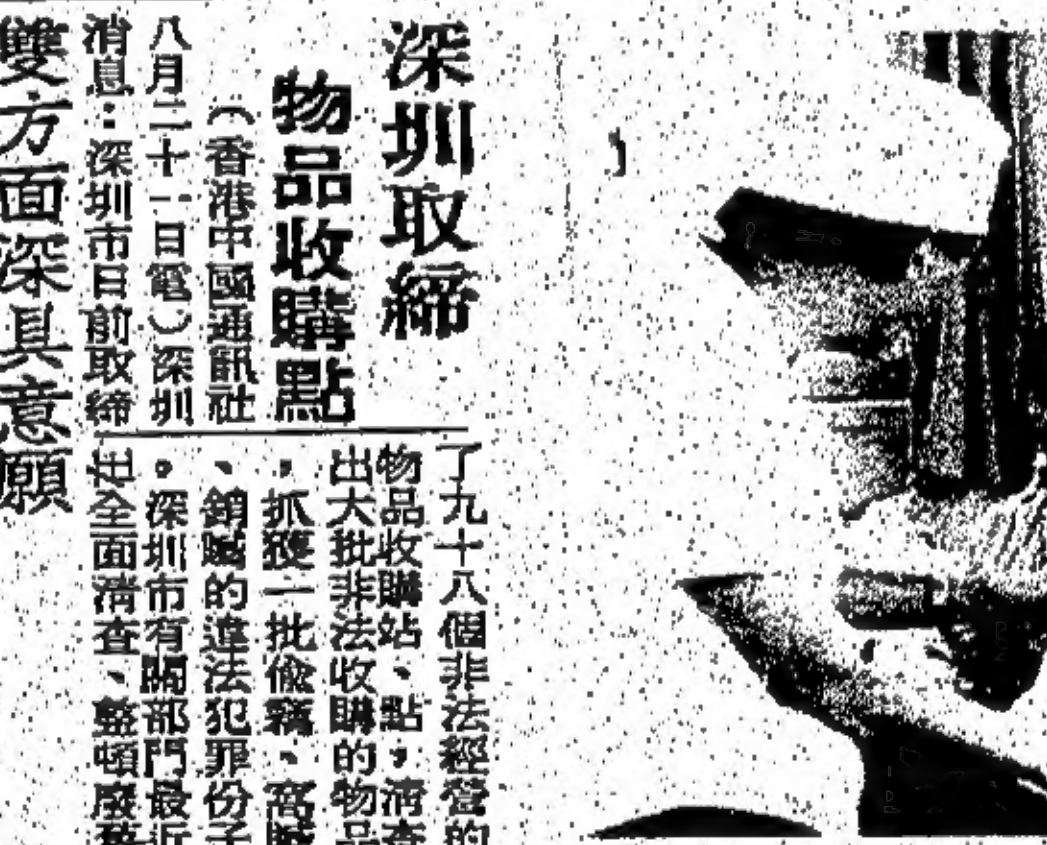 深圳取締
物品收購點
（香港中國通訊社
八月二十一日電）深圳
消息：深圳市日前取締
了九十八個非法經營的
物品收購站、點，清查
出大批非法收購的物品
，抓獲一批偷竊、窩贓
、銷贓的違法犯罪份子
。深圳市有關部門最近
出全面清查、整頓廢
雙方面深具意願